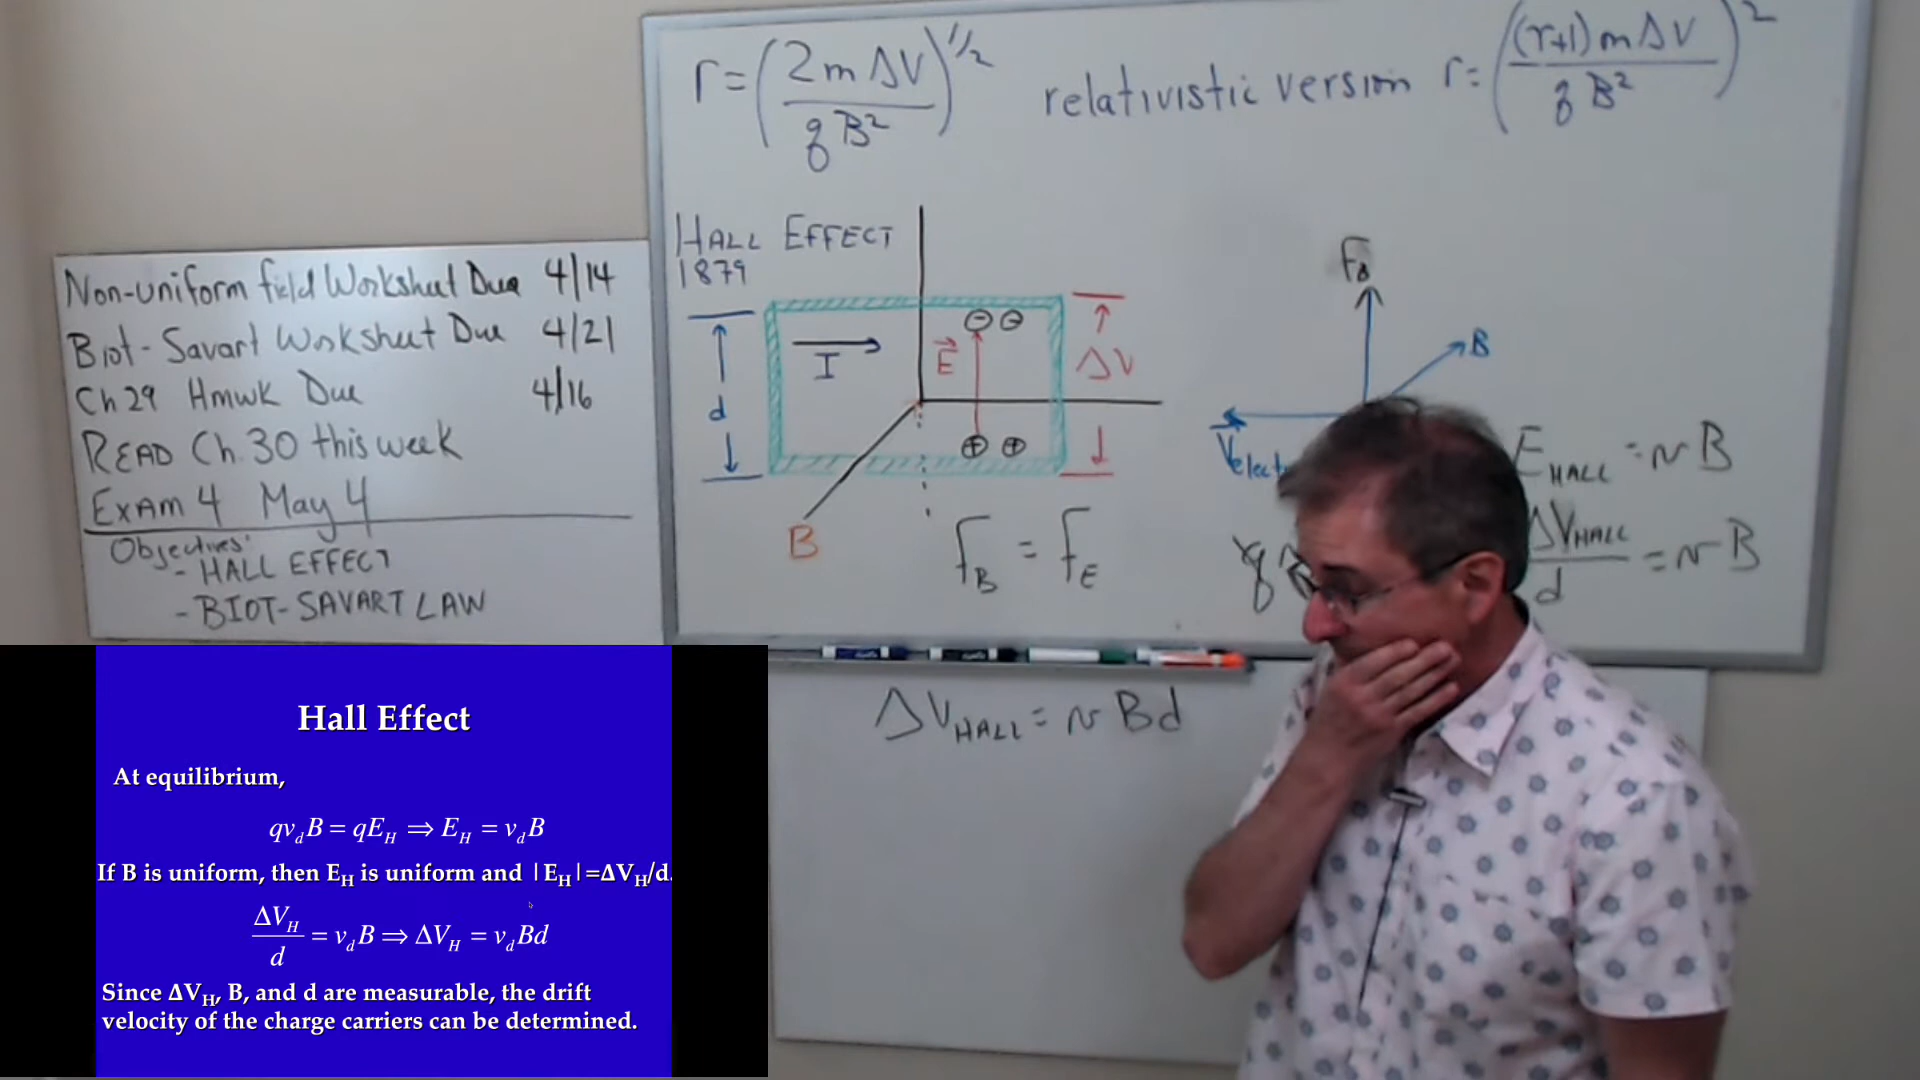 r = (2mΔV / qB²)^1/2 relativistic version r = ((γ+1)mΔV / qB²)^2
HALL EFFECT
1879
I
E
ΔV
d
B
F_B
B
F_B = F_E
E_HALL = vB
ΔV_HALL / d = vB
ΔV_HALL = vBd
Non-uniform field Worksheet Due 4/14
Biot-Savart Worksheet Due 4/21
Ch 29 Hmwk Due 4/16
READ Ch. 30 this week
EXAM 4 May 4
Objectives:
- HALL EFFECT
- BIOT-SAVART LAW
Hall Effect
At equilibrium,
qv_dB = qE_H ⇒ E_H = v_dB
If B is uniform, then E_H is uniform and |E_H|=ΔV_H/d.
ΔV_H / d = v_dB ⇒ ΔV_H = v_dBd
Since ΔV_H, B, and d are measurable, the drift
velocity of the charge carriers can be determined.